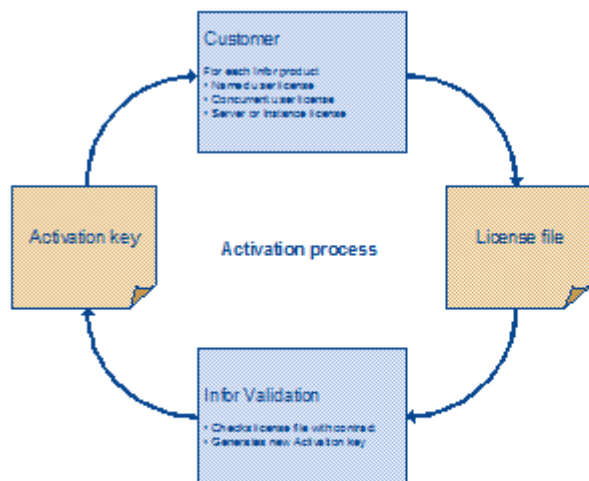 Customer
For each Infor product
• Named user license
• Concurrent user license
• Server or Instance license
Activation key
Activation process
License file
Infor Validation
• Checks license file with contract
• Generates new Activation key